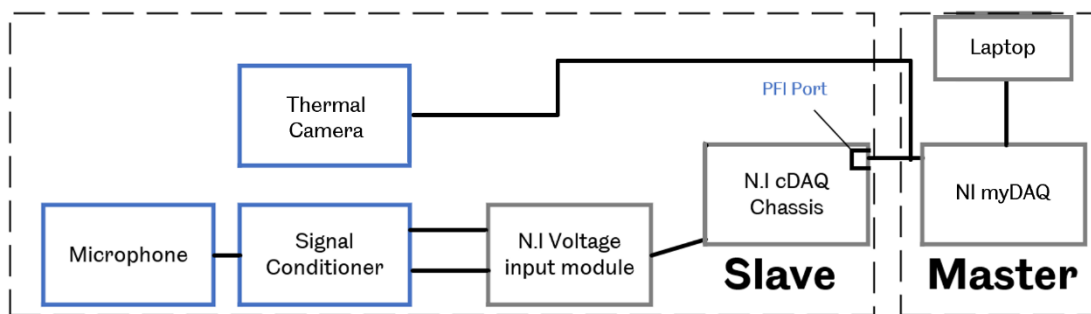 Laptop
Thermal
Camera
PFI Port
N.I cDAQ
Chassis
NI myDAQ
Microphone
Signal
Conditioner
N.I Voltage
input module
Slave
Master